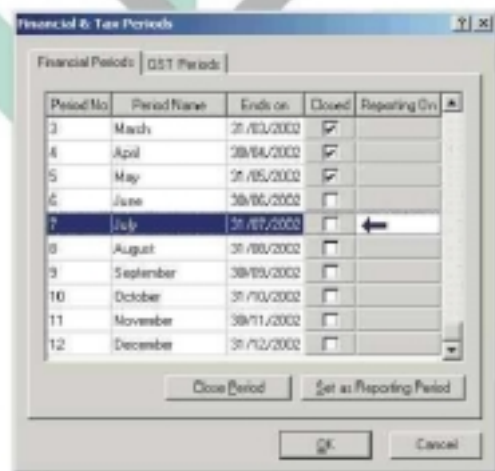 Financial & Tax Periods
Financial Periods GST Periods
Period No Period Name Ends on Closed Reporting On
3 March 31/03/2002
4 April 30/04/2002
5 May 31/05/2002
6 June 30/06/2002
7 July 31/07/2002
8 August 31/08/2002
9 September 30/09/2002
10 October 31/10/2002
11 November 30/11/2002
12 December 31/12/2002
Close Period Set as Reporting Period
OK Cancel